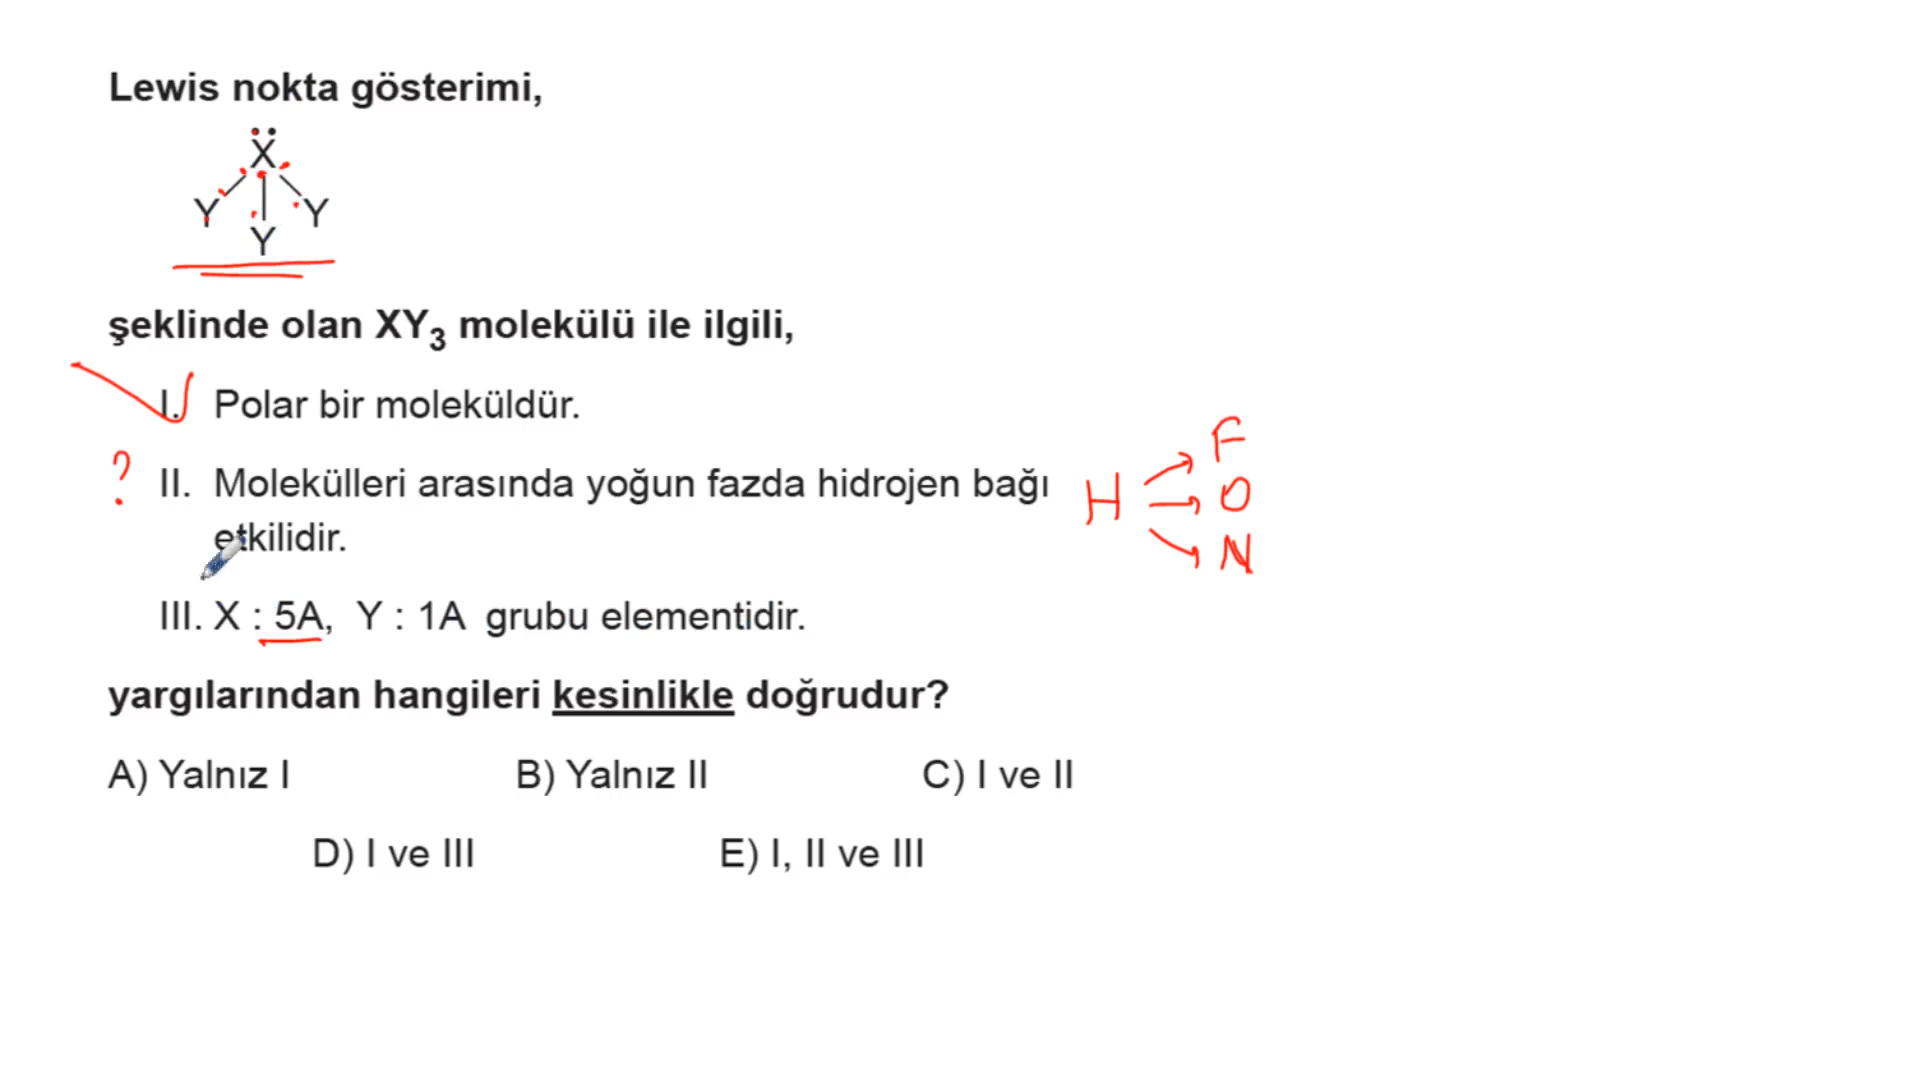 Lewis nokta gösterimi,
X
Y Y
Y
şeklinde olan XY₃ molekülü ile ilgili,
I. Polar bir moleküldür.
? II. Molekülleri arasında yoğun fazda hidrojen bağı
etkilidir.
H F
O
N
III. X : 5A, Y : 1A grubu elementidir.
yargılarından hangileri kesinlikle doğrudur?
A) Yalnız I B) Yalnız II C) I ve II
D) I ve III E) I, II ve III